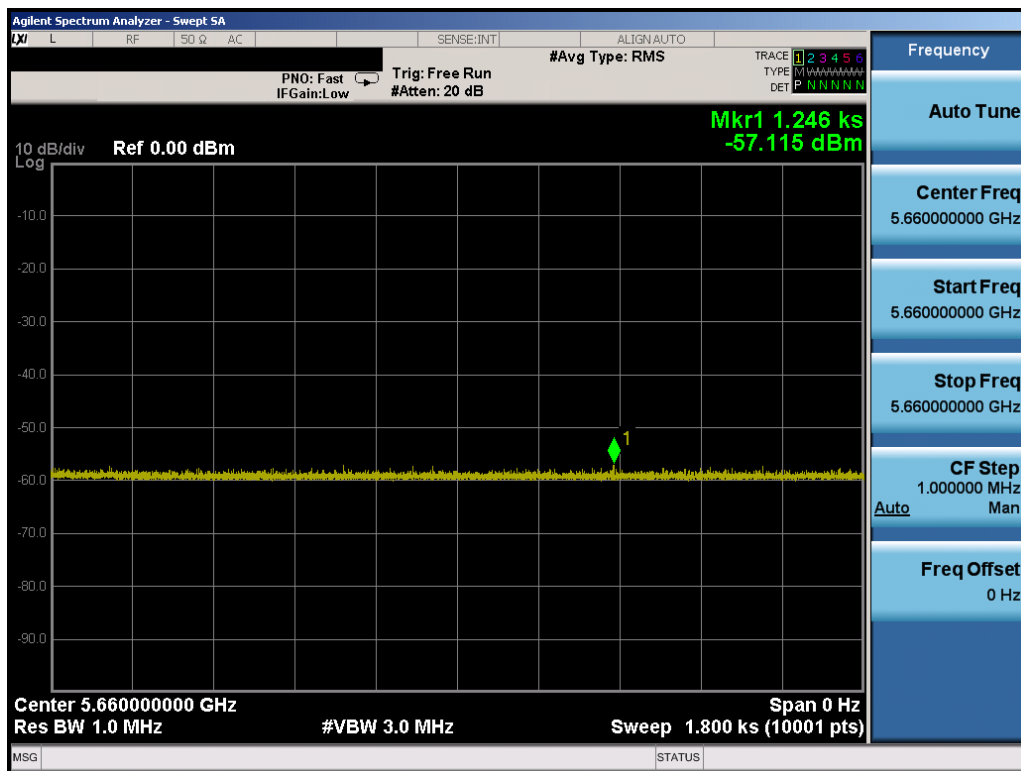 Agilent Spectrum Analyzer - Swept SA
LXI L RF 50 Ω AC SENSE:INT ALIGN AUTO
PNO: Fast
IFGain:Low
Trig: Free Run
#Atten: 20 dB
#Avg Type: RMS
TRACE 1 2 3 4 5 6
TYPE M WWWWW
DET P N N N N N
Mkr1 1.246 ks
-57.115 dBm
10 dB/div Ref 0.00 dBm
Log
-10.0
-20.0
-30.0
-40.0
-50.0
1
-60.0
-70.0
-80.0
-90.0
Center 5.660000000 GHz Span 0 Hz
Res BW 1.0 MHz #VBW 3.0 MHz Sweep 1.800 ks (10001 pts)
MSG STATUS
Frequency
Auto Tune
Center Freq
5.660000000 GHz
Start Freq
5.660000000 GHz
Stop Freq
5.660000000 GHz
CF Step
1.000000 MHz
Auto Man
Freq Offset
0 Hz